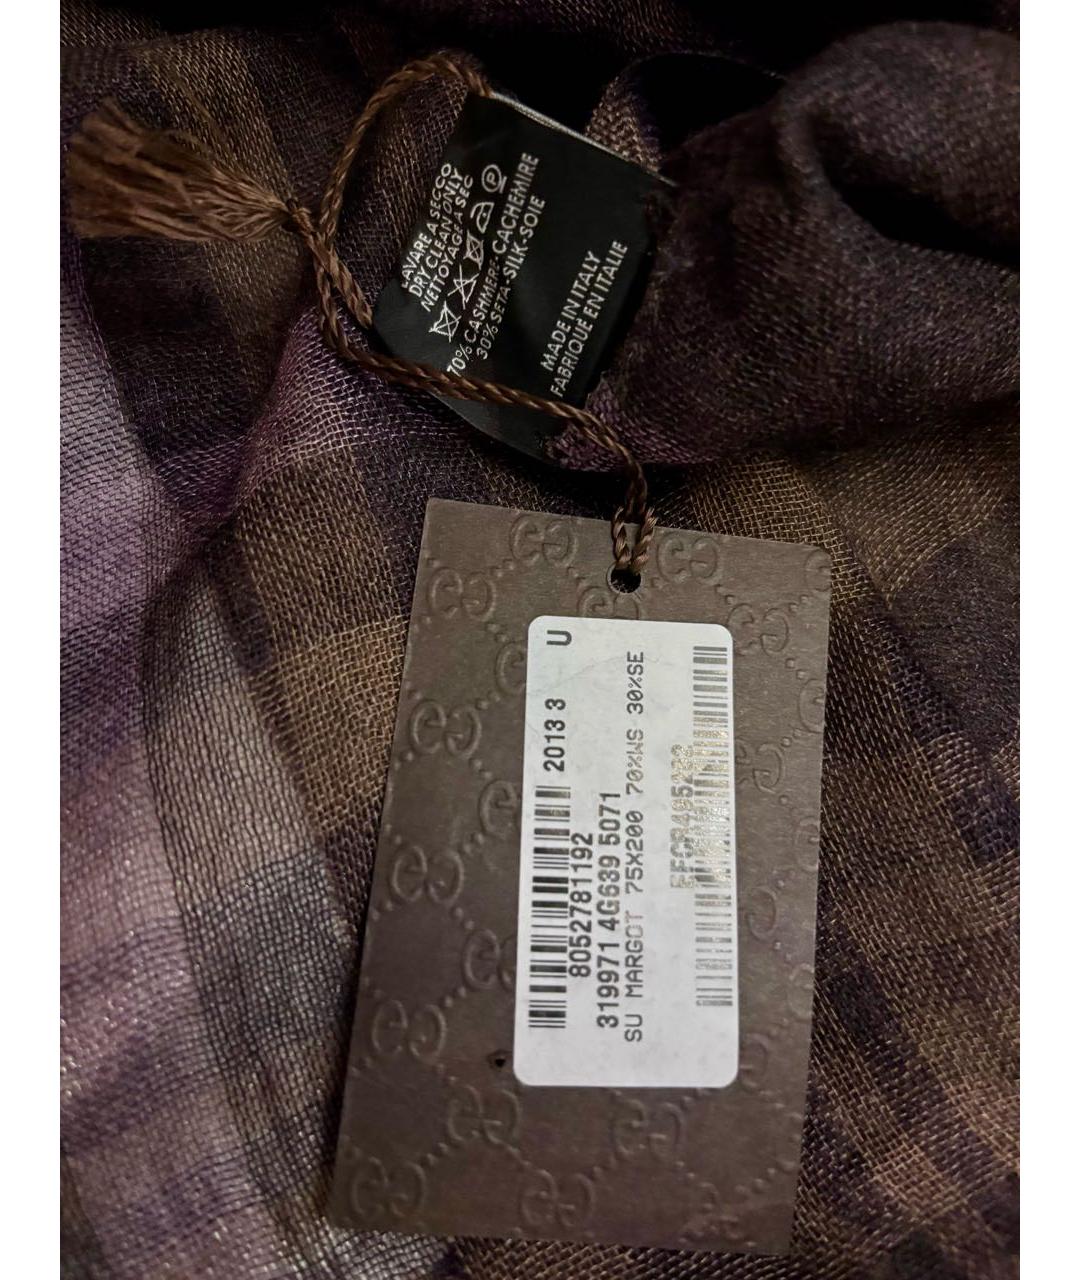 LAVARE A SECCO
DRY CLEAN ONLY
NETTOYAGE A SEC
P
70% CASHMERE-CACHEMIRE
30% SETA-SILK-SOIE
MADE IN ITALY
FABRIQUE EN ITALIE
U
2013 3
8052781192
319971 4G639 5071
SU MARGOT 75X200 70%WS 30%SE